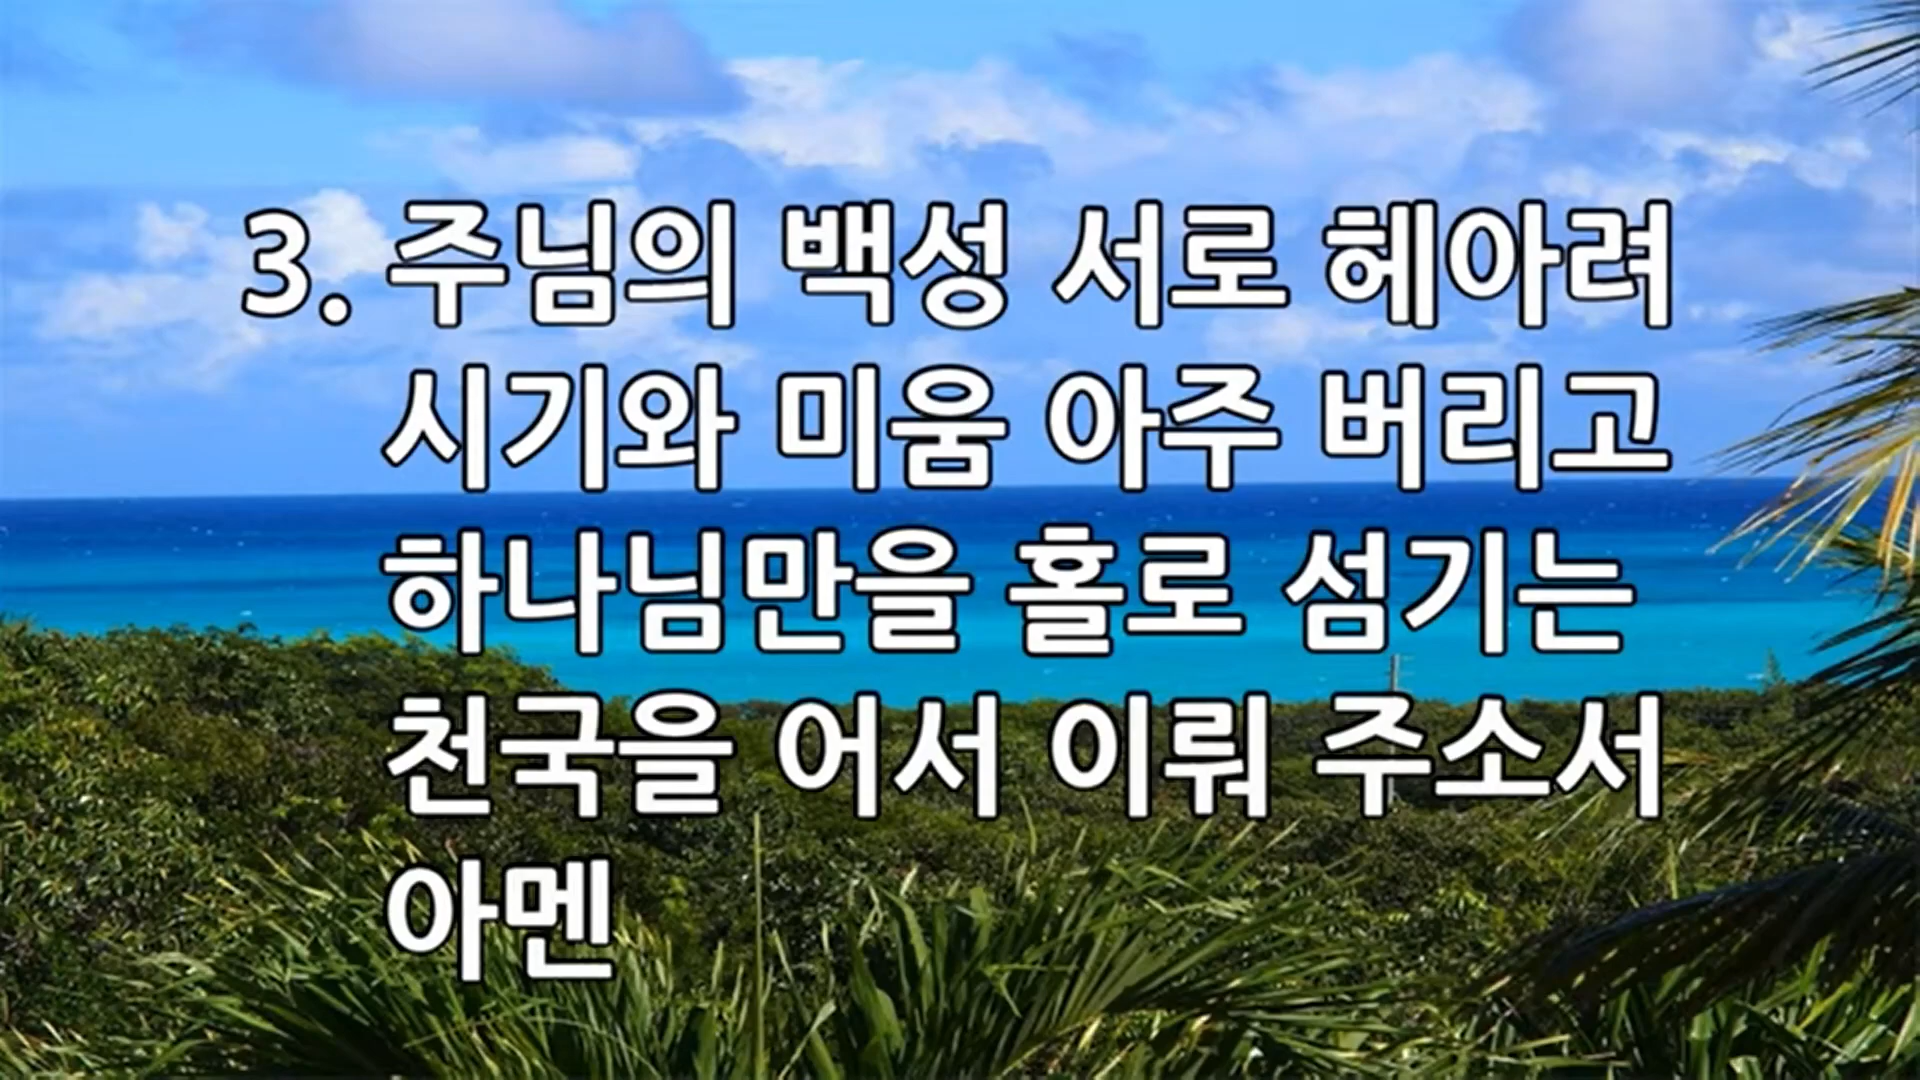 3. 주님의 백성 서로 헤아려
시기와 미움 아주 버리고
하나님만을 홀로 섬기는
천국을 어서 이뤄 주소서
아멘